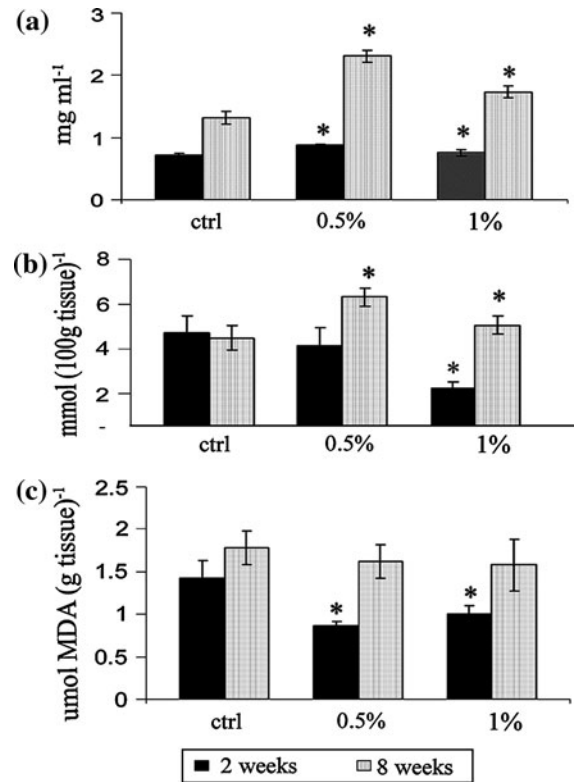 (a)
mg ml⁻¹
3
2
1
0
*
*
*
*
ctrl 0.5% 1%
(b)
mmol (100g tissue)⁻¹
8
6
4
2
-
*
*
*
ctrl 0.5% 1%
(c)
umol MDA (g tissue)⁻¹
2.5
2
1.5
1
0.5
0
*
*
ctrl 0.5% 1%
2 weeks 8 weeks